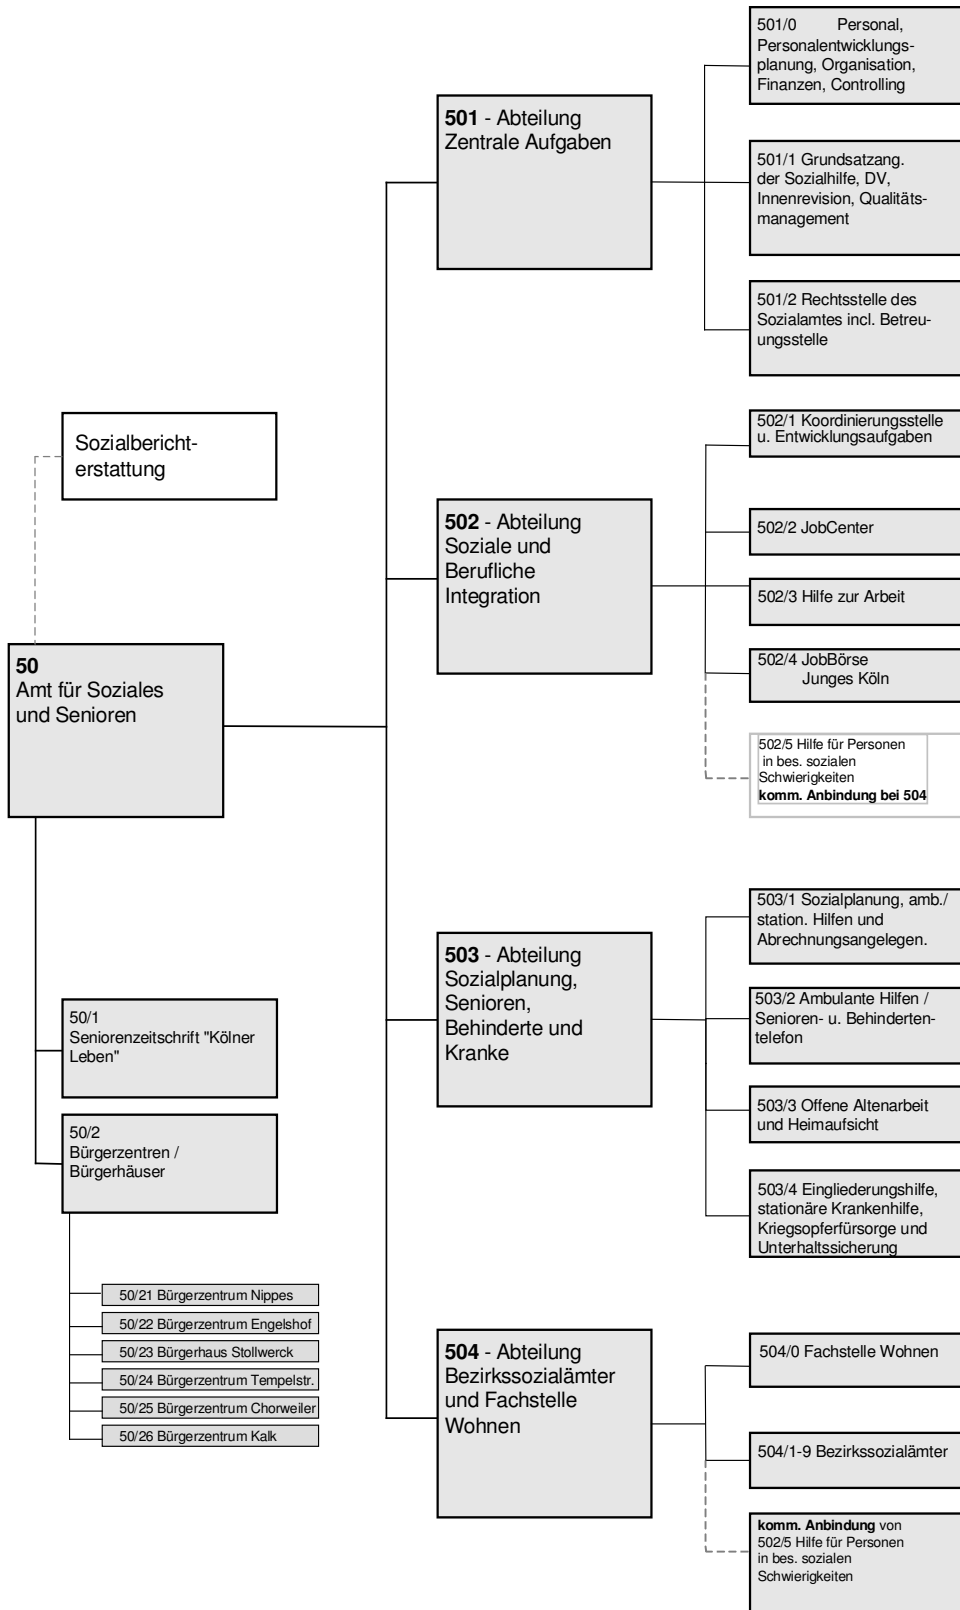 501/0 Personal,
Personalentwicklungs-
planung, Organisation,
Finanzen, Controlling
501 - Abteilung
Zentrale Aufgaben
501/1 Grundsatzang.
der Sozialhilfe, DV,
Innenrevision, Qualitäts-
management
501/2 Rechtsstelle des
Sozialamtes incl. Betreu-
ungsstelle
Sozialbericht-
erstattung
502/1 Koordinierungsstelle
u. Entwicklungsaufgaben
502 - Abteilung
Soziale und
Berufliche
Integration
502/2 JobCenter
502/3 Hilfe zur Arbeit
502/4 JobBörse
Junges Köln
50
Amt für Soziales
und Senioren
502/5 Hilfe für Personen
in bes. sozialen
Schwierigkeiten
komm. Anbindung bei 504
503/1 Sozialplanung, amb./
station. Hilfen und
Abrechnungsangelegen.
503 - Abteilung
Sozialplanung,
Senioren,
Behinderte und
Kranke
503/2 Ambulante Hilfen /
Senioren- u. Behinderten-
telefon
50/1
Seniorenzeitschrift "Kölner
Leben"
503/3 Offene Altenarbeit
und Heimaufsicht
50/2
Bürgerzentren /
Bürgerhäuser
503/4 Eingliederungshilfe,
stationäre Krankenhilfe,
Kriegsopferfürsorge und
Unterhaltssicherung
50/21 Bürgerzentrum Nippes
50/22 Bürgerzentrum Engelshof
50/23 Bürgerhaus Stollwerck
50/24 Bürgerzentrum Tempelstr.
50/25 Bürgerzentrum Chorweiler
50/26 Bürgerzentrum Kalk
504 - Abteilung
Bezirkssozialämter
und Fachstelle
Wohnen
504/0 Fachstelle Wohnen
504/1-9 Bezirkssozialämter
komm. Anbindung von
502/5 Hilfe für Personen
in bes. sozialen
Schwierigkeiten